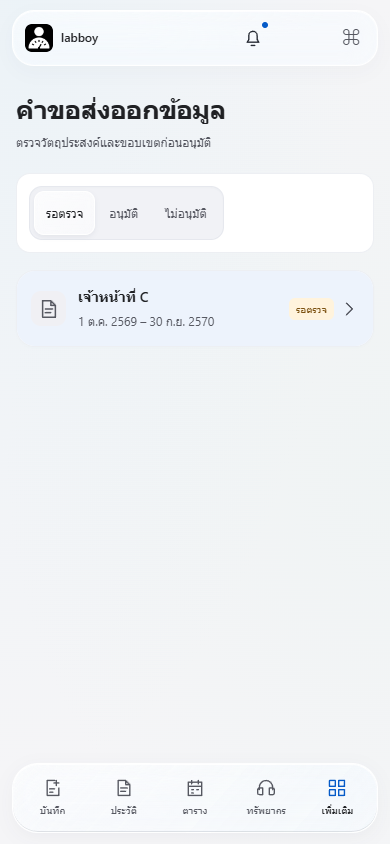 labboy
คำขอส่งออกข้อมูล
ตรวจวัตถุประสงค์และขอบเขตก่อนอนุมัติ
รอตรวจ
อนุมัติ
ไม่อนุมัติ
เจ้าหน้าที่ C
1 ต.ค. 2569 – 30 ก.ย. 2570
รอตรวจ
บันทึก
ประวัติ
ตาราง
ทรัพยากร
เพิ่มเติม